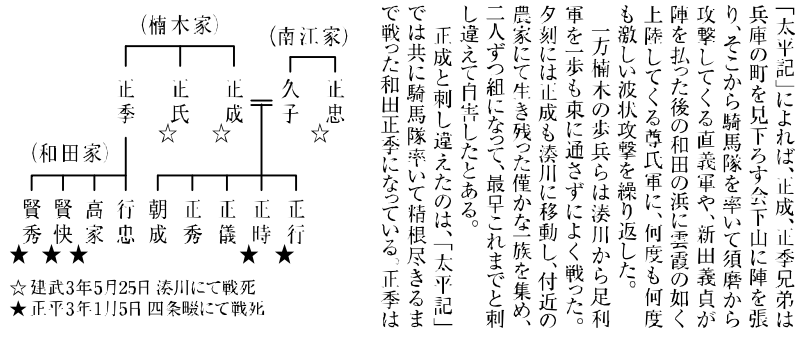 「太平記」によれば、正成、正季兄弟は
兵庫の町を見下ろす会下山に陣を張
り、そこから騎馬隊を率いて須磨から
攻撃してくる直義軍や、新田義貞が
陣を払った後の和田の浜に雲霞の如く
上陸してくる尊氏軍に、何度も何度
も激しい波状攻撃を繰り返した。
一方楠木の歩兵らは湊川から足利
軍を一歩も東に通さずによく戦った。
夕刻には正成も湊川に移動し、付近の
農家にて生き残った僅かな一族を集め、
二人ずつ組になって、最早これまでと刺
し違えて自害したとある。
正成と刺し違えたのは、「太平記」
では共に騎馬隊率いて精根尽きるま
で戦った和田正季になっている。正季は
(楠木家)
(南江家)
正忠
☆
久子
正成
☆
正氏
☆
正季
(和田家)
正行
★
正時
★
正儀
正秀
朝成
行忠
高家
★
賢快
★
賢秀
★
☆建武3年5月25日 湊川にて戦死
★正平3年1月5日 四条畷にて戦死